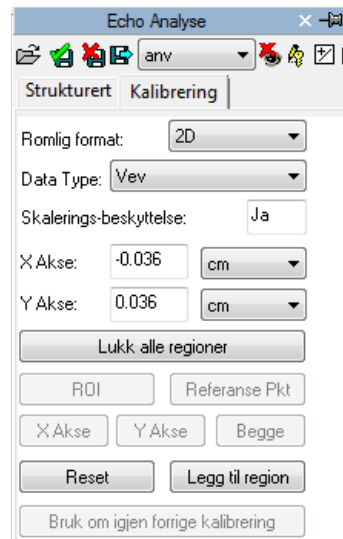 Echo Analyse
anv
Strukturert Kalibrering
Romlig format: 2D
Data Type: Vev
Skalerings-beskyttelse: Ja
X Akse: -0.036 cm
Y Akse: 0.036 cm
Lukk alle regioner
ROI Referanse Pkt
X Akse Y Akse Begge
Reset Legg til region
Bruk om igjen forrige kalibrering